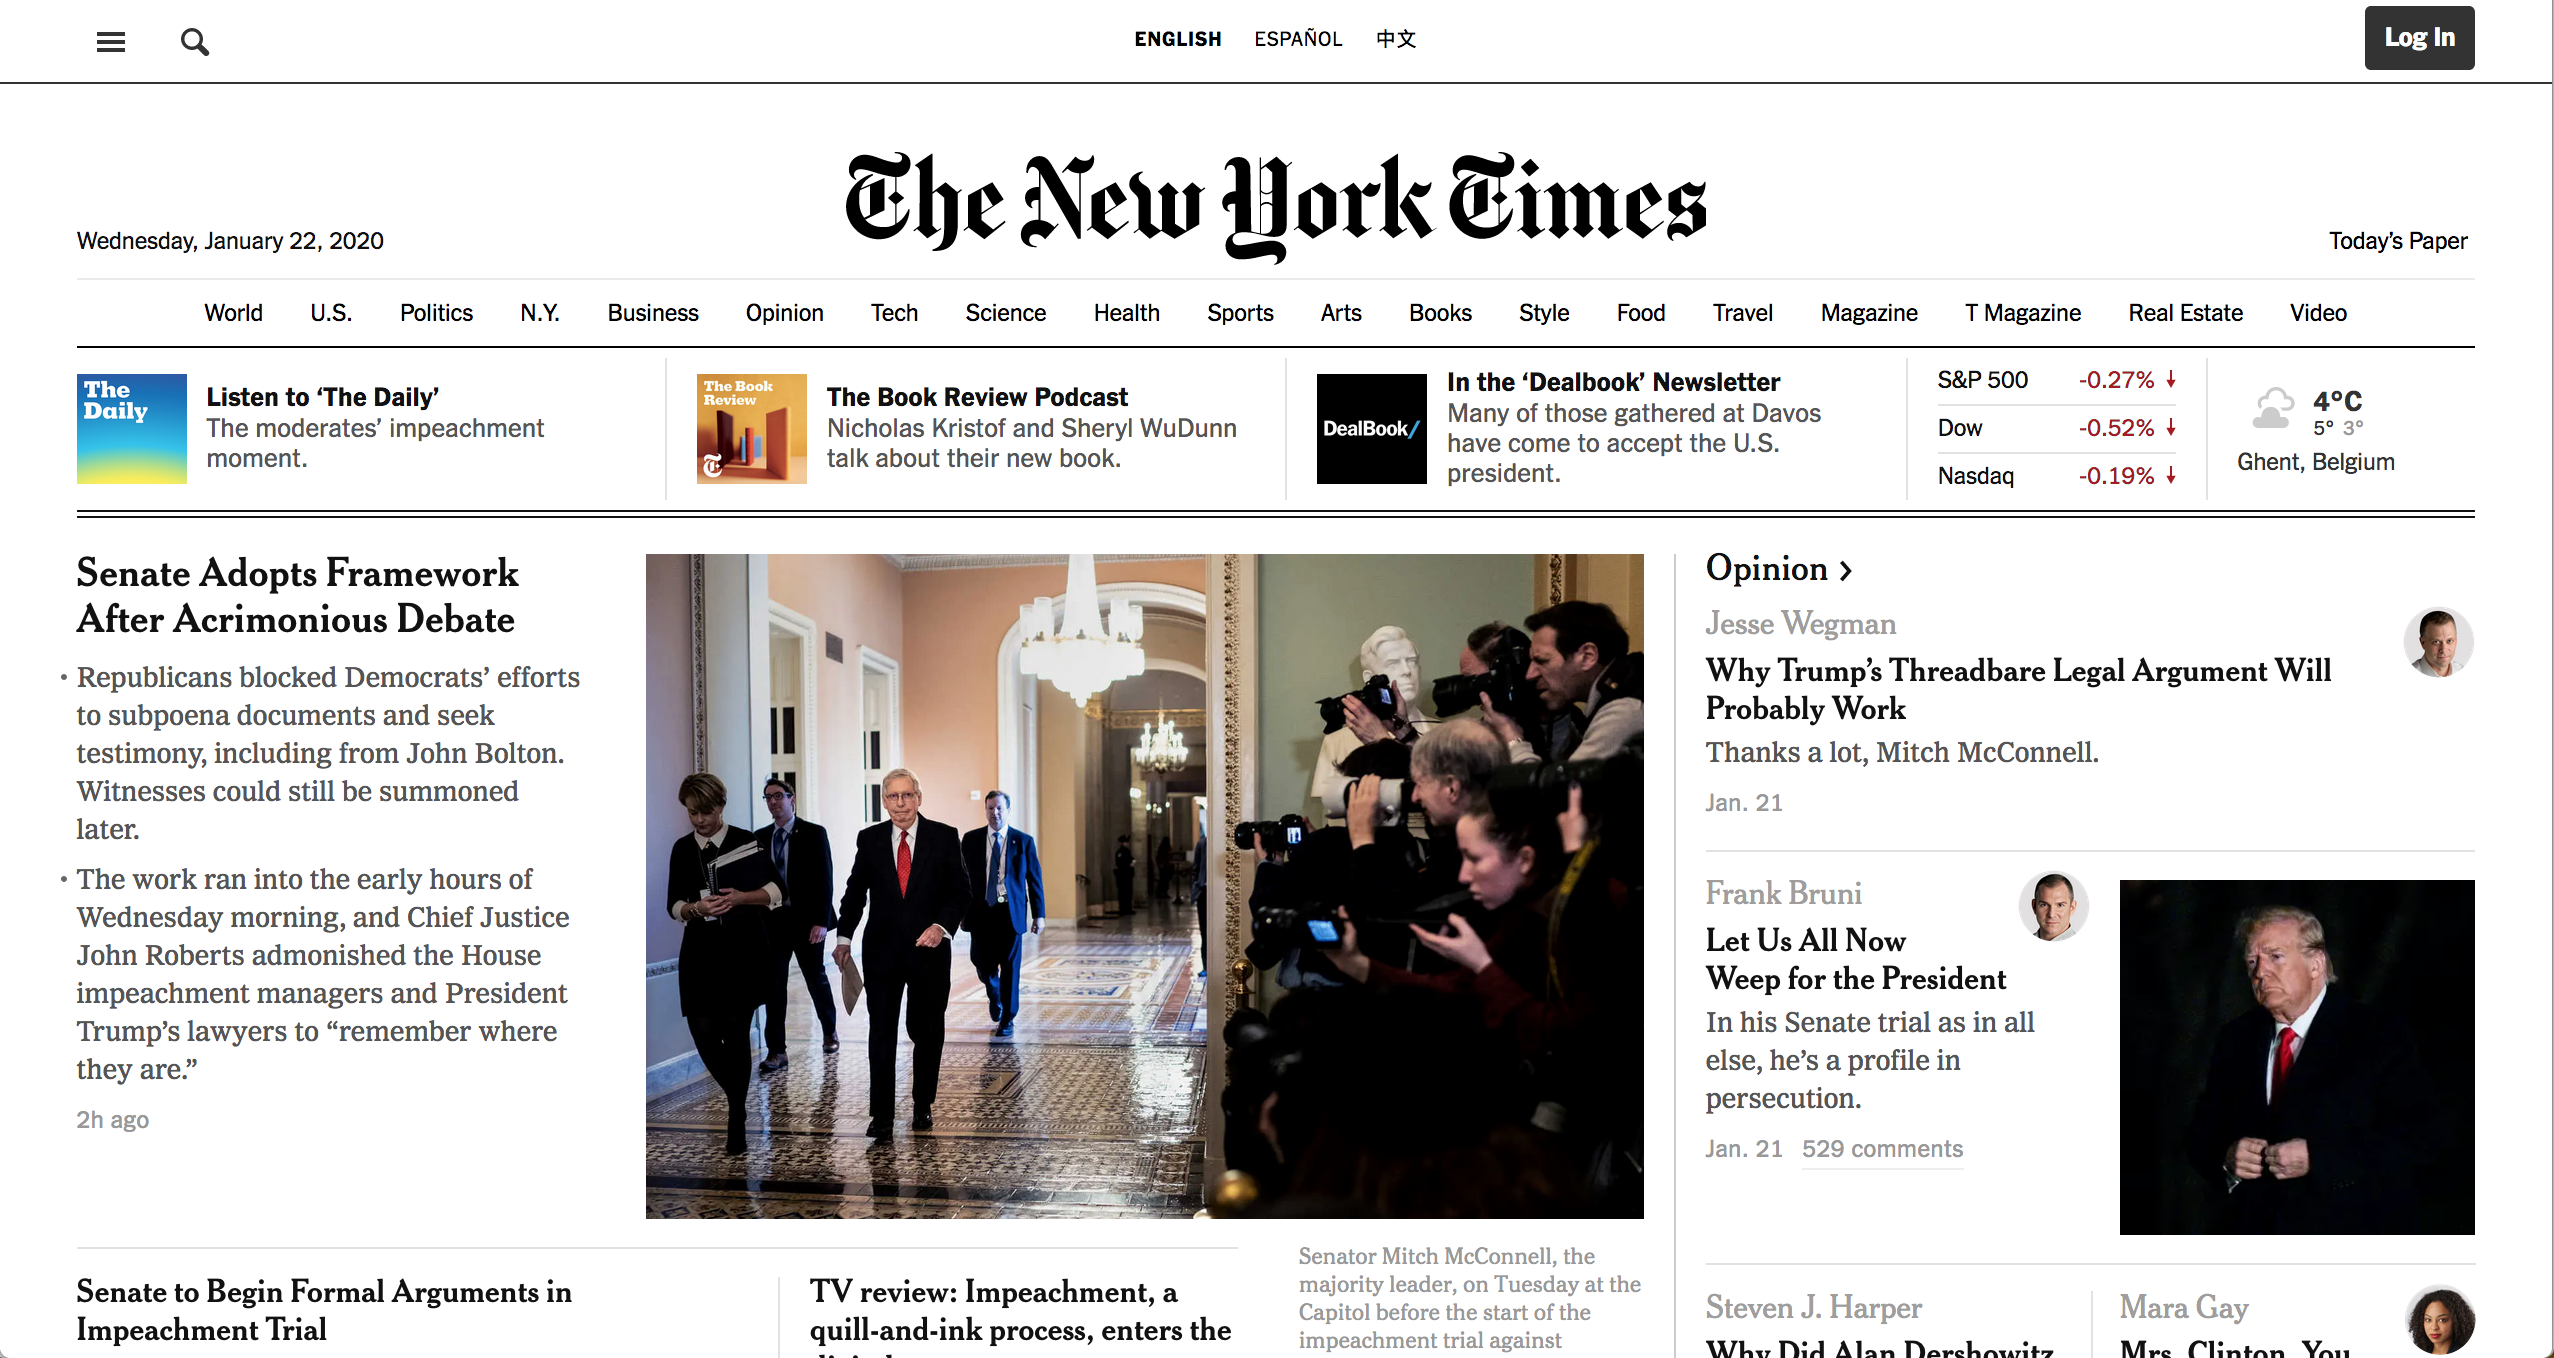 ENGLISH ESPAÑOL 中文
Log In
The New York Times
Wednesday, January 22, 2020
Today's Paper
World U.S. Politics N.Y. Business Opinion Tech Science Health Sports Arts Books Style Food Travel Magazine T Magazine Real Estate Video
The
Daily
Listen to ‘The Daily’
The moderates’ impeachment
moment.
The Book
Review
The Book Review Podcast
Nicholas Kristof and Sheryl WuDunn
talk about their new book.
DealBook/
In the ‘Dealbook’ Newsletter
Many of those gathered at Davos
have come to accept the U.S.
president.
S&P 500 -0.27%
Dow -0.52%
Nasdaq -0.19%
4°C
5° 3°
Ghent, Belgium
Senate Adopts Framework
After Acrimonious Debate
• Republicans blocked Democrats’ efforts
to subpoena documents and seek
testimony, including from John Bolton.
Witnesses could still be summoned
later.
• The work ran into the early hours of
Wednesday morning, and Chief Justice
John Roberts admonished the House
impeachment managers and President
Trump’s lawyers to “remember where
they are.”
2h ago
Senate to Begin Formal Arguments in
Impeachment Trial
TV review: Impeachment, a
quill-and-ink process, enters the
Senator Mitch McConnell, the
majority leader, on Tuesday at the
Capitol before the start of the
impeachment trial against
Opinion
Jesse Wegman
Why Trump’s Threadbare Legal Argument Will
Probably Work
Thanks a lot, Mitch McConnell.
Jan. 21
Frank Bruni
Let Us All Now
Weep for the President
In his Senate trial as in all
else, he’s a profile in
persecution.
Jan. 21 529 comments
Steven J. Harper
Why Did Alan Dershowitz
Mara Gay
Mrs. Clinton, You